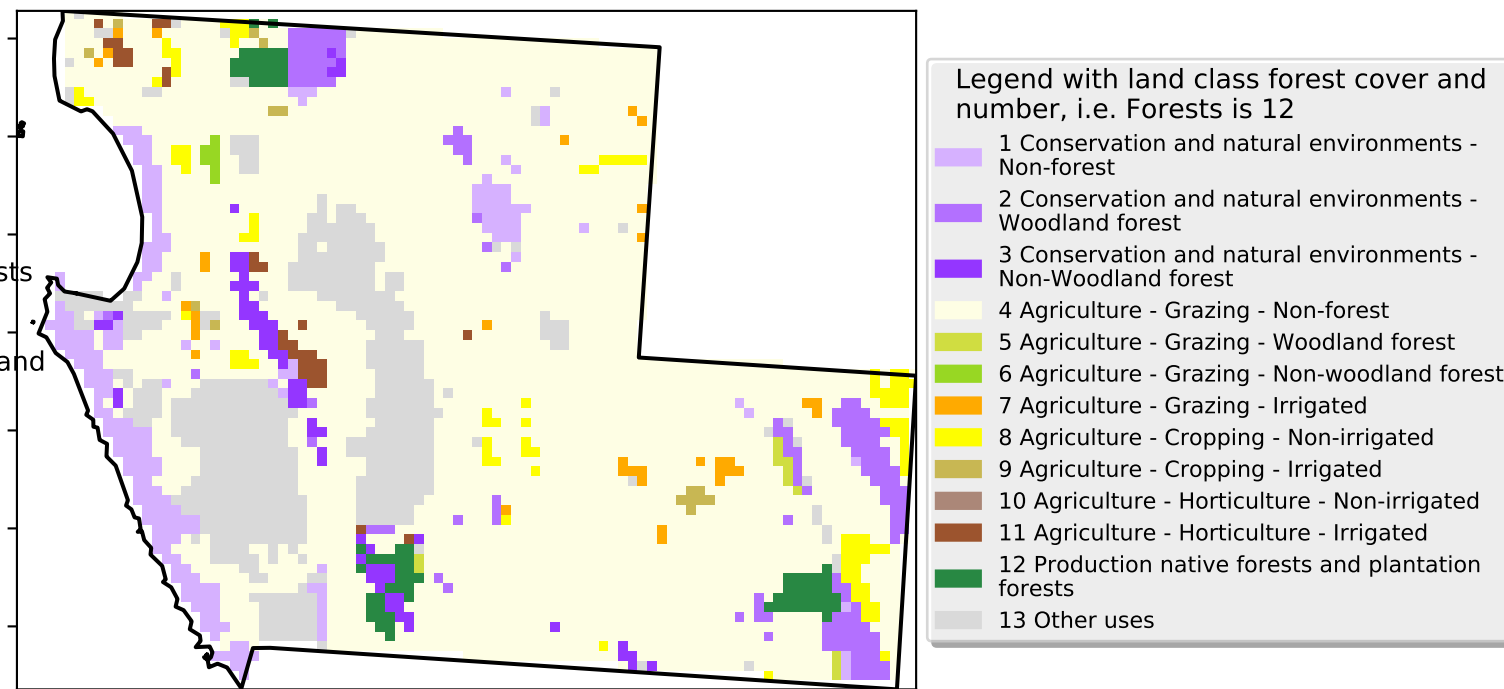 sts
and
Legend with land class forest cover and
number, i.e. Forests is 12
1 Conservation and natural environments -
Non-forest
2 Conservation and natural environments -
Woodland forest
3 Conservation and natural environments -
Non-Woodland forest
4 Agriculture - Grazing - Non-forest
5 Agriculture - Grazing - Woodland forest
6 Agriculture - Grazing - Non-woodland forest
7 Agriculture - Grazing - Irrigated
8 Agriculture - Cropping - Non-irrigated
9 Agriculture - Cropping - Irrigated
10 Agriculture - Horticulture - Non-irrigated
11 Agriculture - Horticulture - Irrigated
12 Production native forests and plantation
forests
13 Other uses